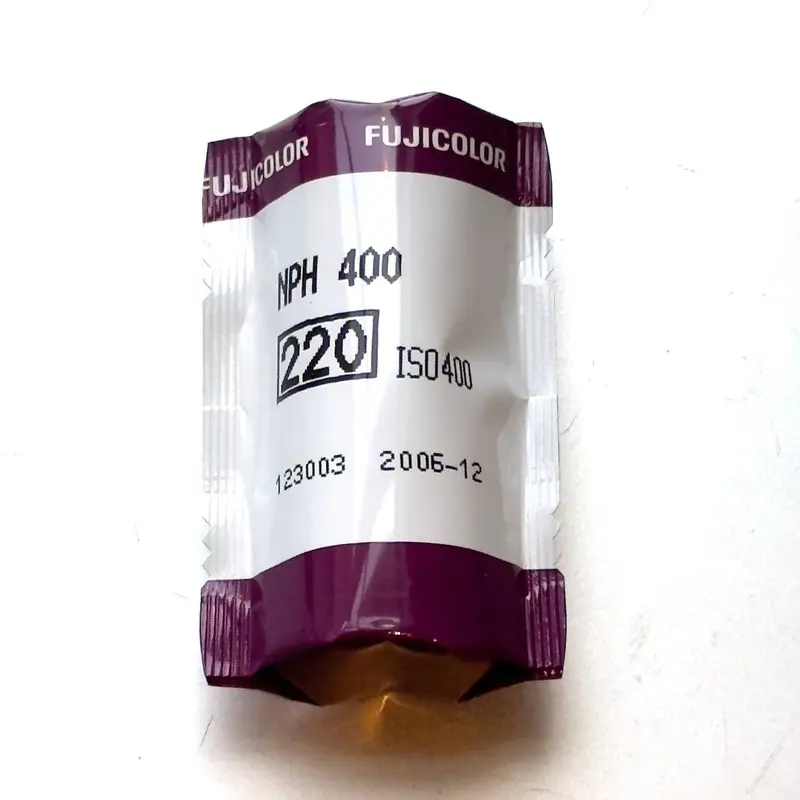 FUJICOLOR FUJICOLOR
NPH 400
220 ISO400
123003 2006-12